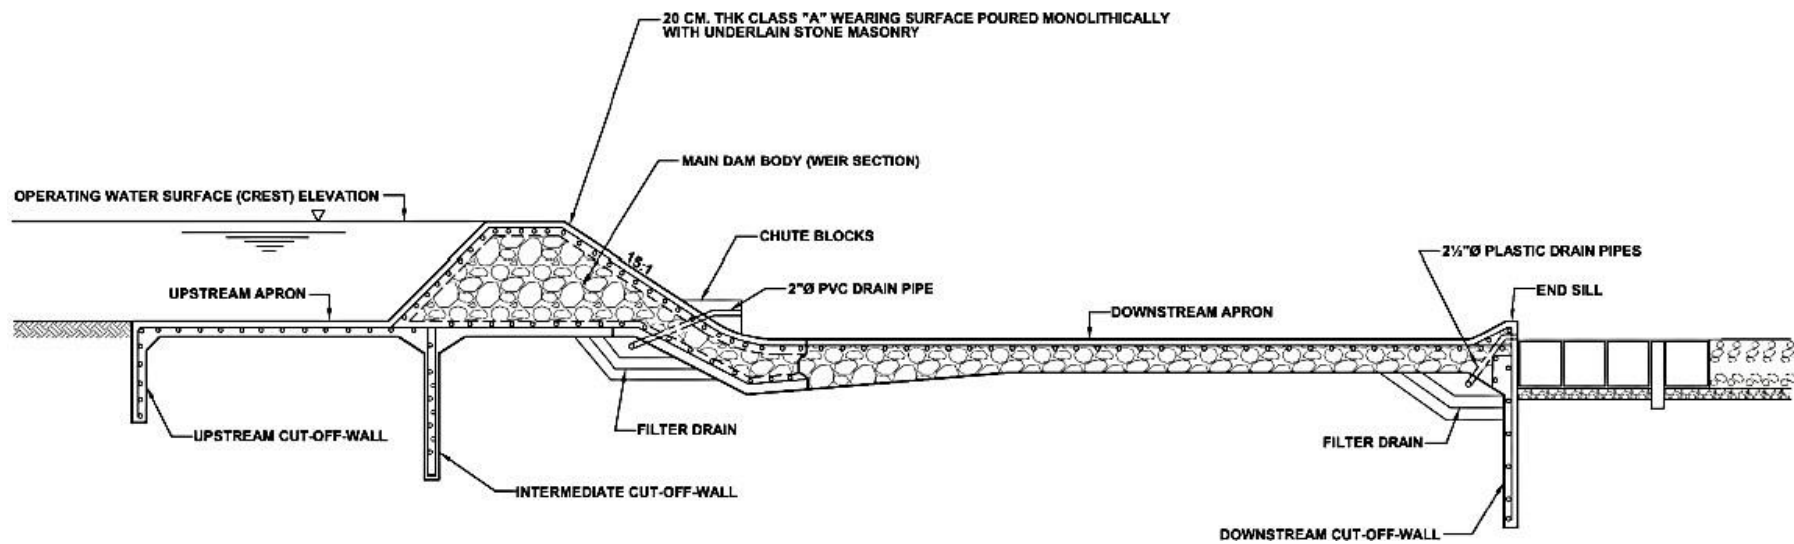 20 CM. THK CLASS "A" WEARING SURFACE POURED MONOLITHICALLY
WITH UNDERLAIN STONE MASONRY
MAIN DAM BODY (WEIR SECTION)
OPERATING WATER SURFACE (CREST) ELEVATION
CHUTE BLOCKS
15:1
2½"Ø PLASTIC DRAIN PIPES
UPSTREAM APRON
2"Ø PVC DRAIN PIPE
END SILL
DOWNSTREAM APRON
UPSTREAM CUT-OFF-WALL
FILTER DRAIN
FILTER DRAIN
INTERMEDIATE CUT-OFF-WALL
DOWNSTREAM CUT-OFF-WALL